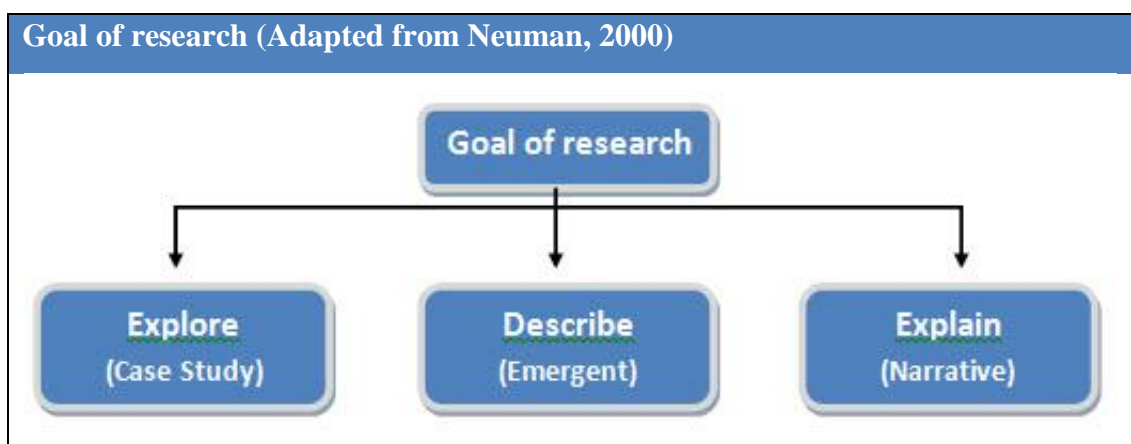 Goal of research (Adapted from Neuman, 2000)
Goal of research
Explore
(Case Study)
Describe
(Emergent)
Explain
(Narrative)